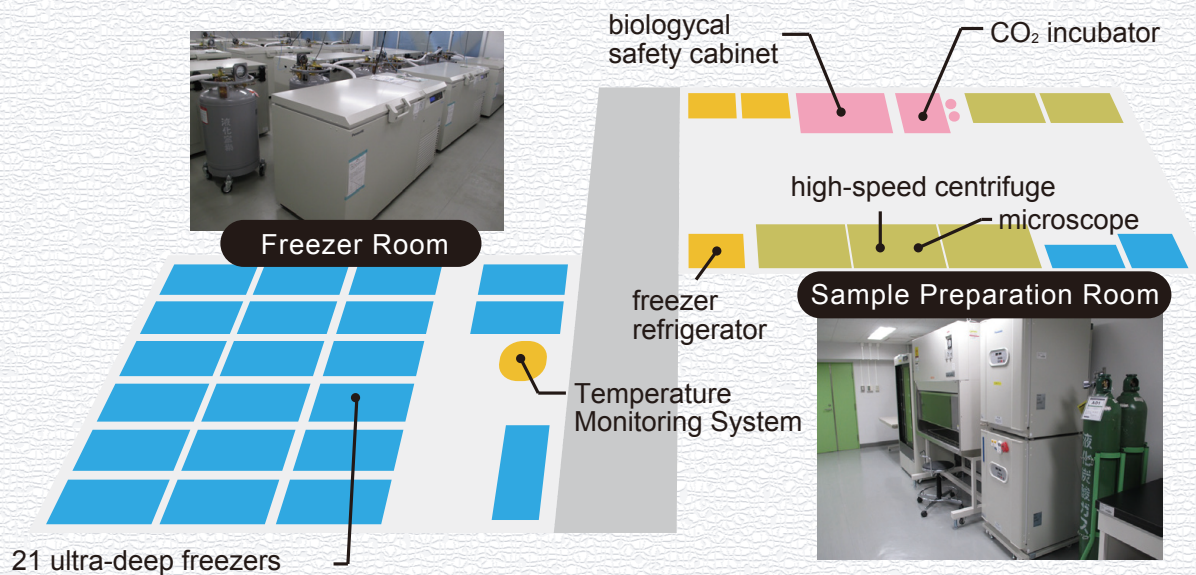 biologycal
safety cabinet
CO₂ incubator
Freezer Room
high-speed centrifuge
microscope
freezer
refrigerator
Sample Preparation Room
Temperature
Monitoring System
21 ultra-deep freezers